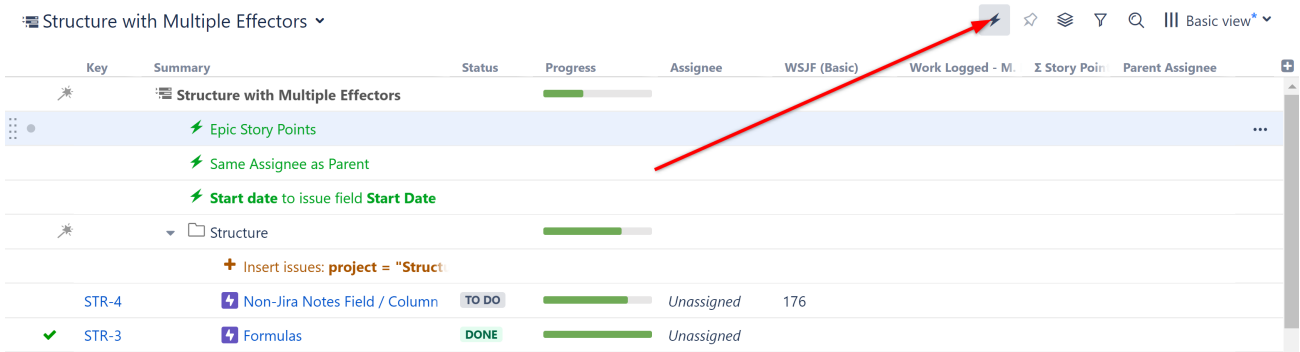 Structure with Multiple Effectors
Basic view*
Key Summary Status Progress Assignee WSJF (Basic) Work Logged - M. Σ Story Poin Parent Assignee
Structure with Multiple Effectors
Epic Story Points
Same Assignee as Parent
Start date to issue field Start Date
Structure
Insert issues: project = "Structi
STR-4 Non-Jira Notes Field / Column TO DO Unassigned 176
STR-3 Formulas DONE Unassigned